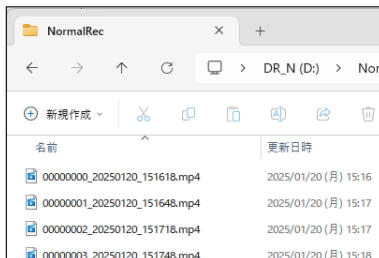 NormalRec
DR_N (D:) > Nor
新規作成
名前 更新日時
00000000_20250120_151618.mp4 2025/01/20 (月) 15:16
00000001_20250120_151648.mp4 2025/01/20 (月) 15:17
00000002_20250120_151718.mp4 2025/01/20 (月) 15:17
00000003_20250120_151748.mp4 2025/01/20 (月) 15:18